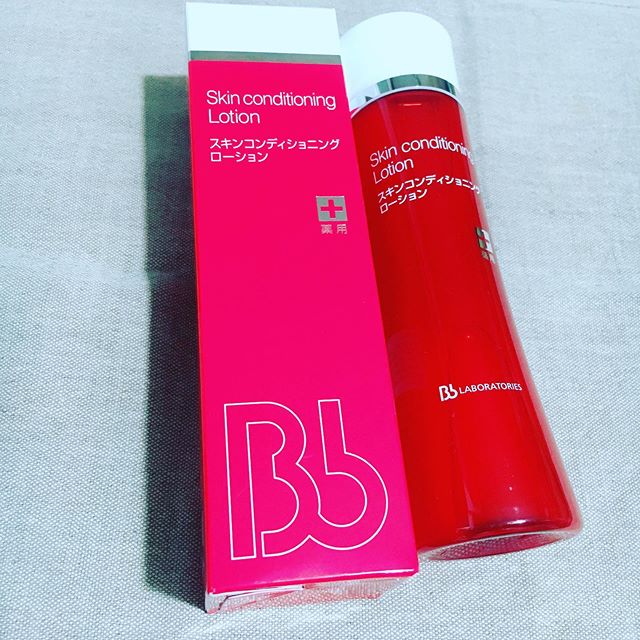 Skin conditioning
Lotion
スキンコンディショニング
ローション
薬用
Bb
Skin conditioning
Lotion
スキンコンディショニング
ローション
Bb LABORATORIES